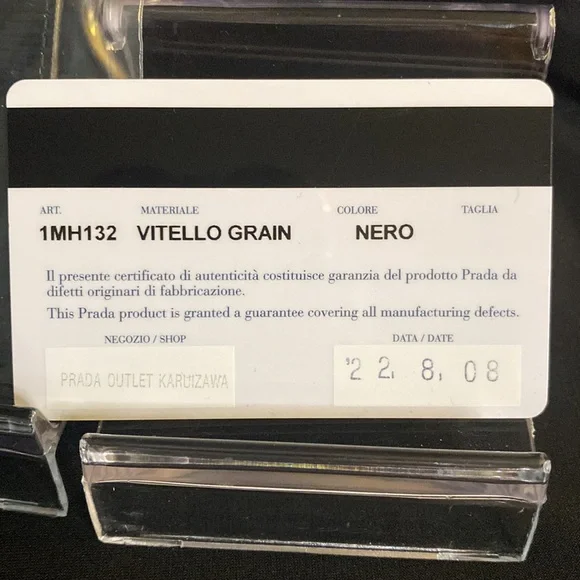 ART. MATERIALE COLORE TAGLIA
1MH132 VITELLO GRAIN NERO
Il presente certificato di autenticità costituisce garanzia del prodotto Prada da
difetti originari di fabbricazione.
This Prada product is granted a guarantee covering all manufacturing defects.
NEGOZIO / SHOP DATA / DATE
PRADA OUTLET KARUIZAWA '22. 8. 08